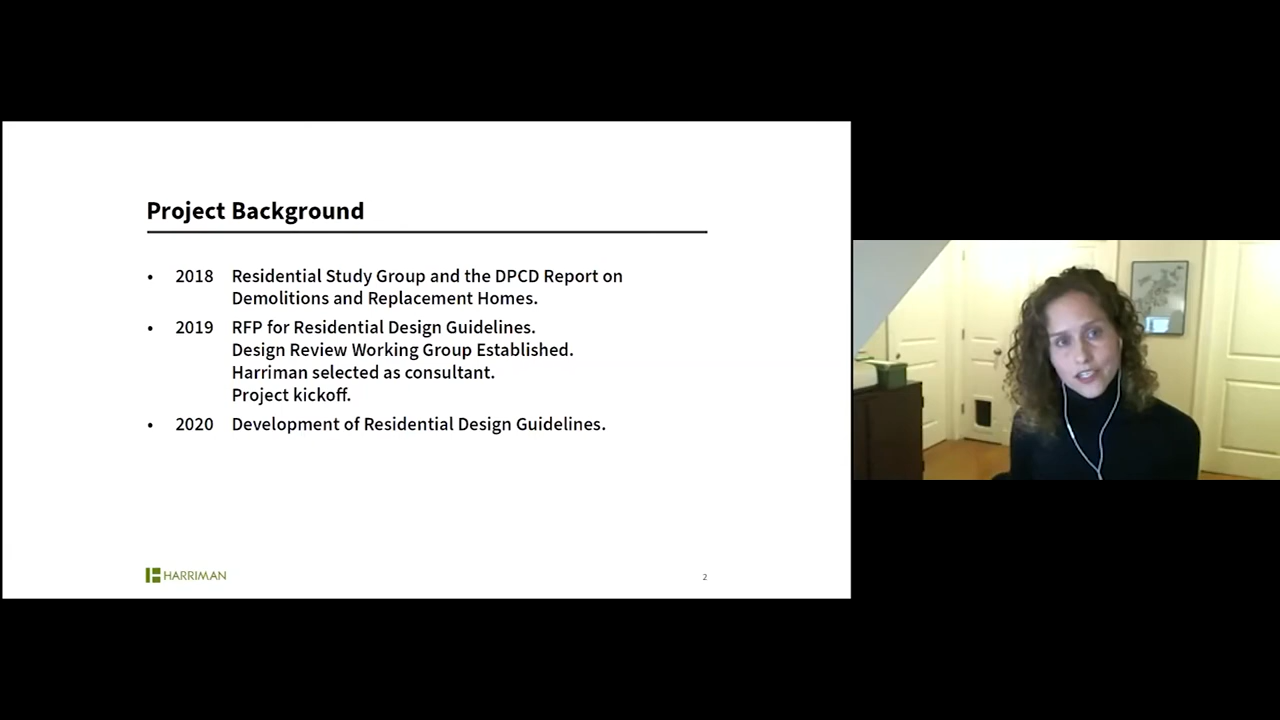 Project Background
• 2018 Residential Study Group and the DPCD Report on
Demolitions and Replacement Homes.
• 2019 RFP for Residential Design Guidelines.
Design Review Working Group Established.
Harriman selected as consultant.
Project kickoff.
• 2020 Development of Residential Design Guidelines.
HARRIMAN
2